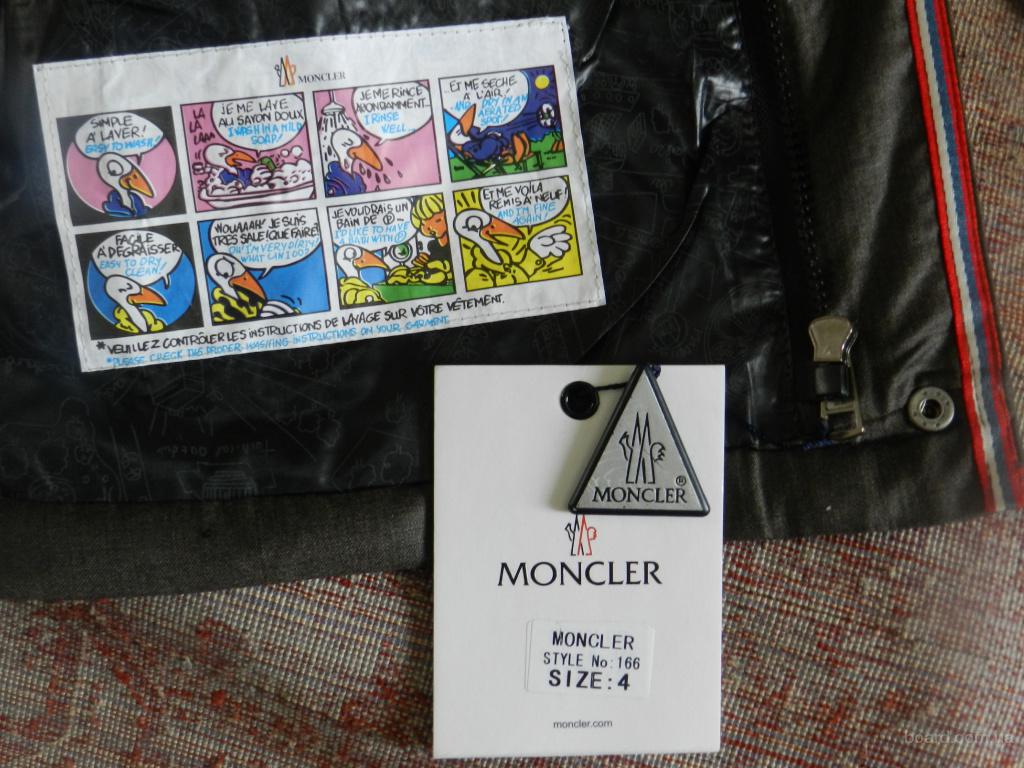 MONCLER
SIMPLE
À LAVER!
EASY TO WASH!
LA
LA
LAAA
JE ME LAVE
AU SAVON DOUX
I WASH IN A MILD
SOAP!
JE ME RINCE
ABONDAMMENT...
I RINSE
WELL...
...ET ME SECHE
A L'AIR!
...AND DRY IN AN
AERATED
SPOT!
FACILE
A DÉGRAISSER
EASY TO DRY
CLEAN!
WOUAAAH! JE SUIS
TRES SALE! QUE FAIRE!
OH I'M VERY DIRTY!
WHAT CAN I DO?
JE VOUDRAIS UN
BAIN DE Ⓟ
I'D LIKE TO HAVE
A BATH WITH Ⓟ
ET ME VOILA
REMIS A NEUF!
AND I'M FINE
AGAIN!
*VEUILLEZ CONTRÔLER LES INSTRUCTIONS DE LAVAGE SUR VOTRE VÊTEMENT.
*PLEASE CHECK THE PROPER WASHING INSTRUCTIONS ON YOUR GARMENT.
MONCLER ®
MONCLER
MONCLER
STYLE No:166
SIZE:4
moncler.com
board.com.ua